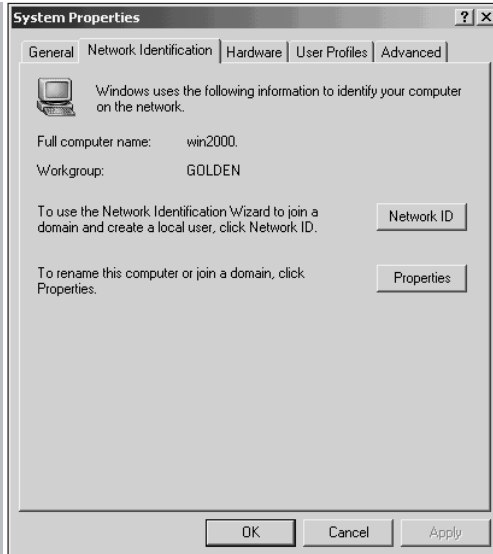 System Properties
? x
General Network Identification Hardware User Profiles Advanced
Windows uses the following information to identify your computer
on the network.
Full computer name: win2000.
Workgroup: GOLDEN
To use the Network Identification Wizard to join a
domain and create a local user, click Network ID.
Network ID
To rename this computer or join a domain, click
Properties.
Properties
OK Cancel Apply